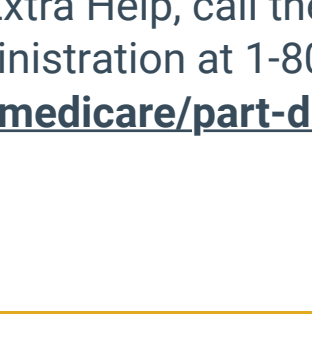 xtra Help, call the
inistration at 1-80
medicare/part-d